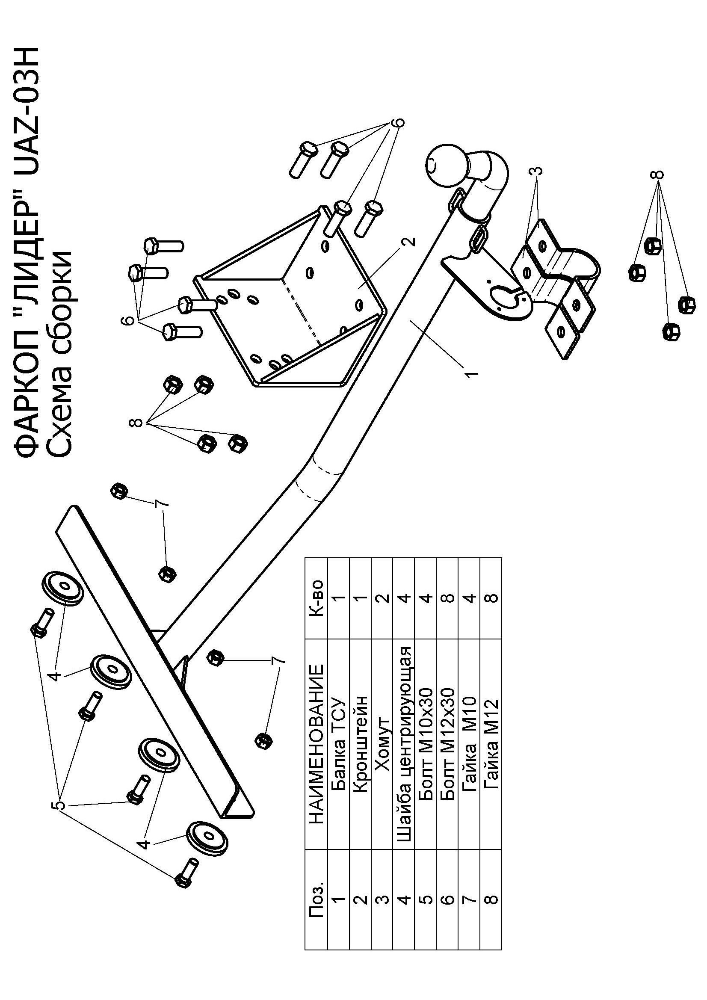 ФАРКОП "ЛИДЕР" UAZ-03H
Схема сборки
5
4
4
7
7
8
6
6
2
1
3
8
Поз. НАИМЕНОВАНИЕ К-во
1 Балка ТСУ 1
2 Кронштейн 1
3 Хомут 2
4 Шайба центрирующая 4
5 Болт М10х30 4
6 Болт М12х30 8
7 Гайка М10 4
8 Гайка М12 8